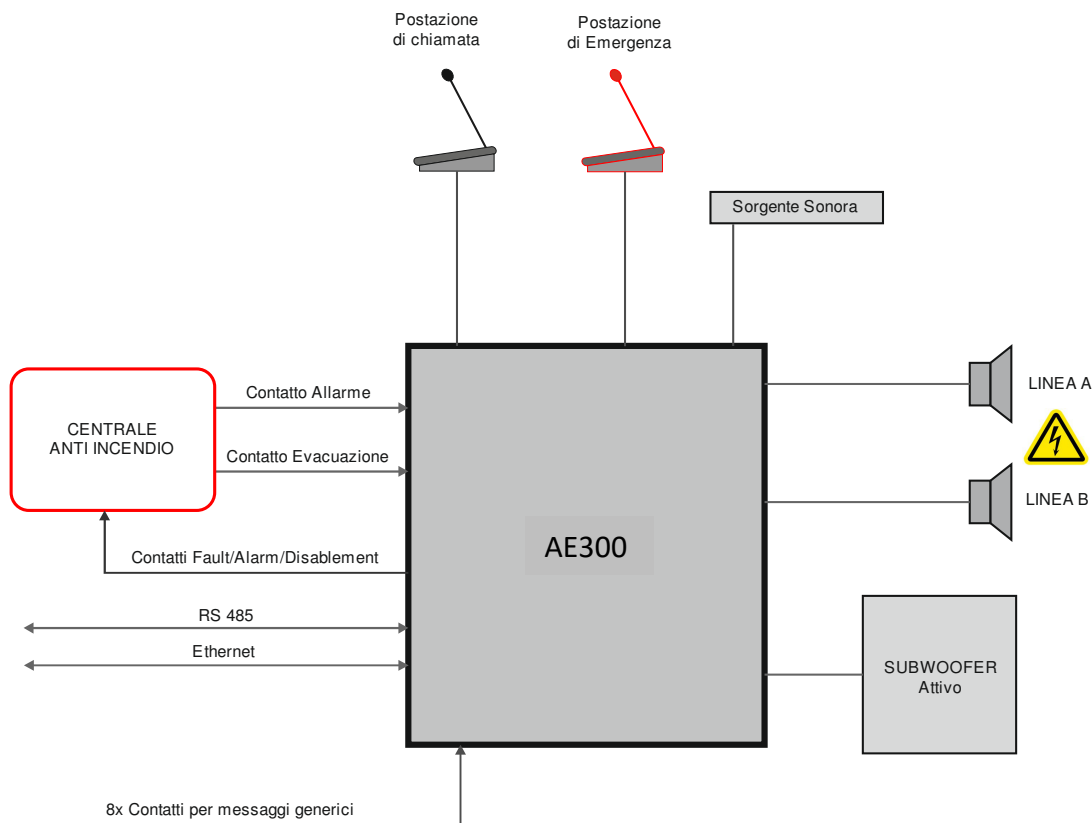 Postazione
di chiamata
Postazione
di Emergenza
Sorgente Sonora
CENTRALE
ANTI INCENDIO
Contatto Allarme
Contatto Evacuazione
Contatti Fault/Alarm/Disablement
RS 485
Ethernet
AE300
LINEA A
LINEA B
SUBWOOFER
Attivo
8x Contatti per messaggi generici